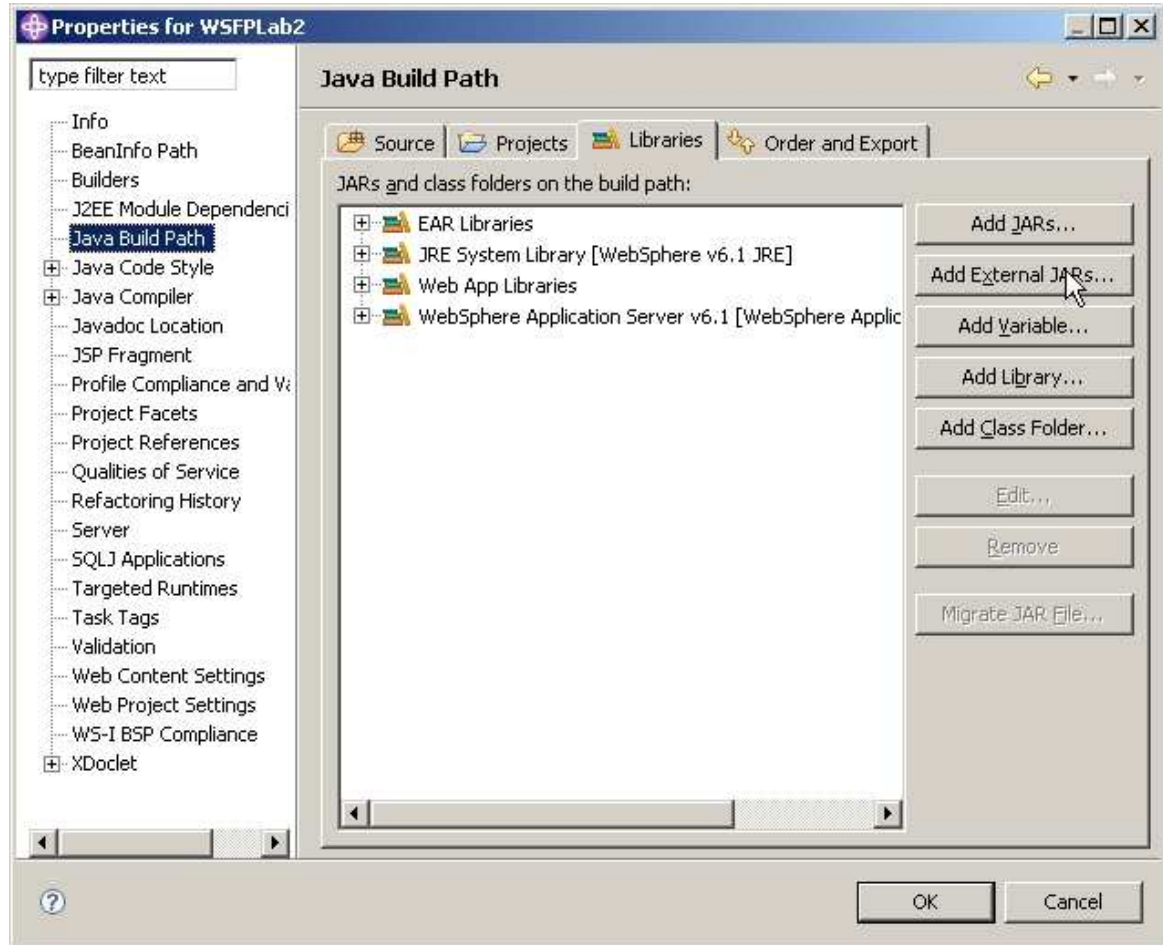 Properties for WSFPLab2
type filter text
Info
BeanInfo Path
Builders
J2EE Module Dependenci
Java Build Path
Java Code Style
Java Compiler
Javadoc Location
JSP Fragment
Profile Compliance and Va
Project Facets
Project References
Qualities of Service
Refactoring History
Server
SQLJ Applications
Targeted Runtimes
Task Tags
Validation
Web Content Settings
Web Project Settings
WS-I BSP Compliance
XDoclet
Java Build Path
Source Projects Libraries Order and Export
JARs and class folders on the build path:
EAR Libraries
JRE System Library [WebSphere v6.1 JRE]
Web App Libraries
WebSphere Application Server v6.1 [WebSphere Applic
Add JARs...
Add External JARs...
Add Variable...
Add Library...
Add Class Folder...
Edit...
Remove
Migrate JAR File...
OK Cancel